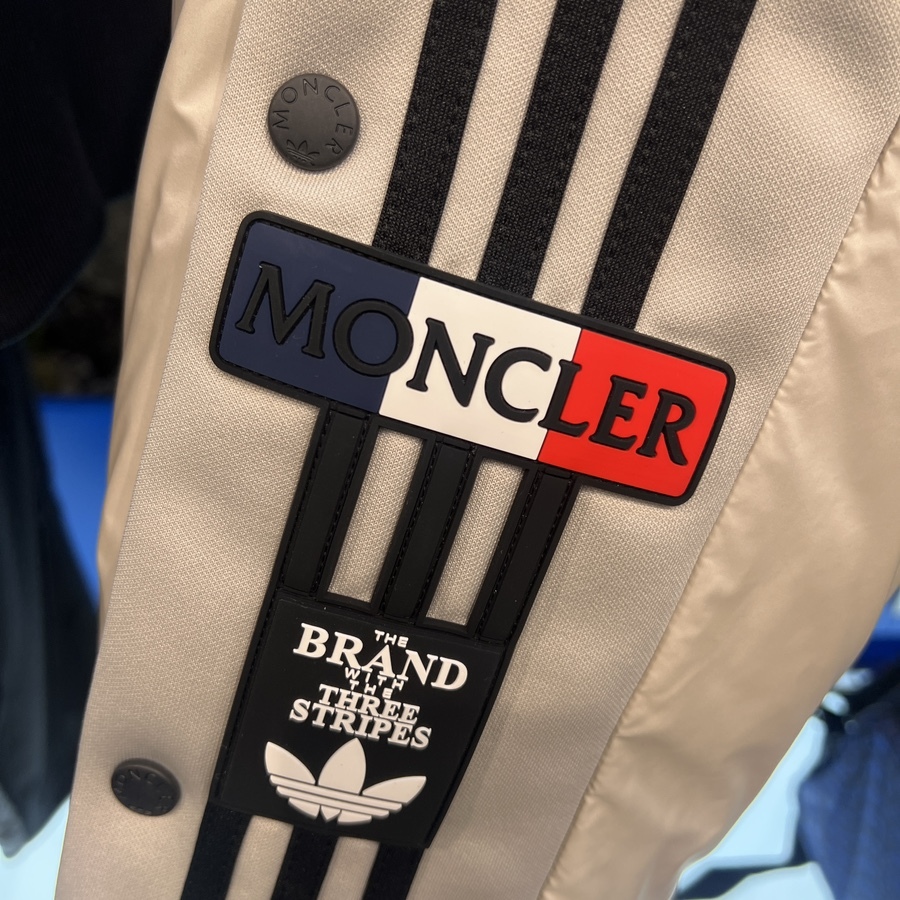 MONCLER
MONCLER
THE
BRAND
WITH
THE
THREE
STRIPES